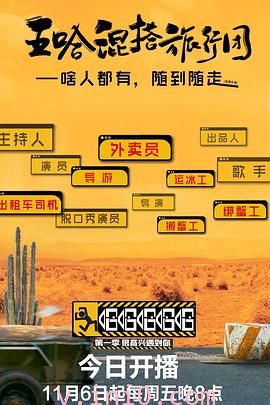 五哈混搭旅行团
—啥人都有，随到随走
主持人
出品人
外卖员
演员
导游
运冰工
歌手
出租车司机
导演
绑蟹工
脱口秀演员
搬蟹工
第一季 很高兴遇到你
今日开播
11月6日起每周五晚8点